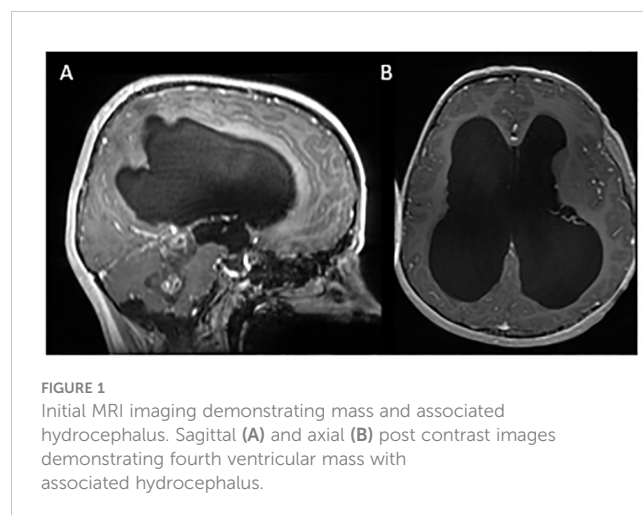 A
B
FIGURE 1
Initial MRI imaging demonstrating mass and associated
hydrocephalus. Sagittal (A) and axial (B) post contrast images
demonstrating fourth ventricular mass with
associated hydrocephalus.